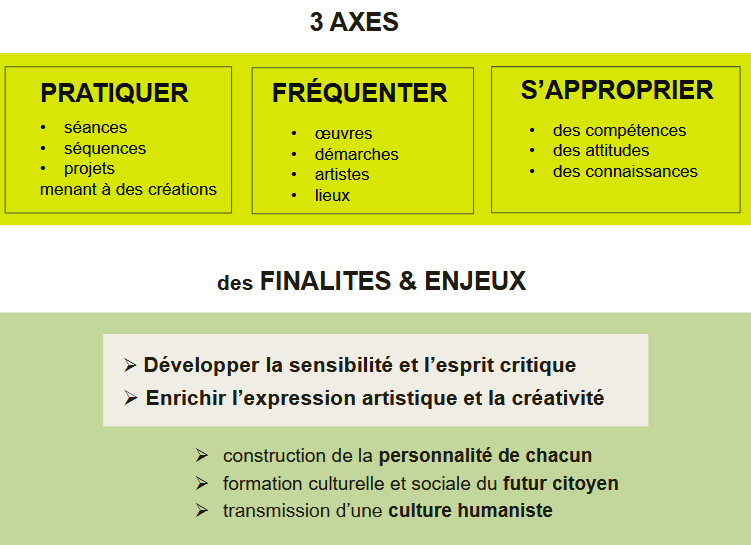 3 AXES
PRATIQUER
• séances
• séquences
• projets
menant à des créations
FRÉQUENTER
• œuvres
• démarches
• artistes
• lieux
S’APPROPRIER
• des compétences
• des attitudes
• des connaissances
des FINALITES & ENJEUX
➢ Développer la sensibilité et l’esprit critique
➢ Enrichir l’expression artistique et la créativité
➢ construction de la personnalité de chacun
➢ formation culturelle et sociale du futur citoyen
➢ transmission d’une culture humaniste